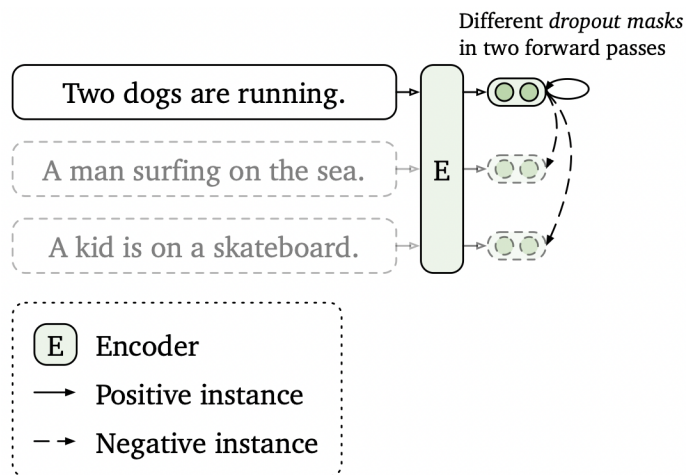 Different dropout masks
in two forward passes
Two dogs are running.
A man surfing on the sea.
E
A kid is on a skateboard.
E Encoder
Positive instance
Negative instance